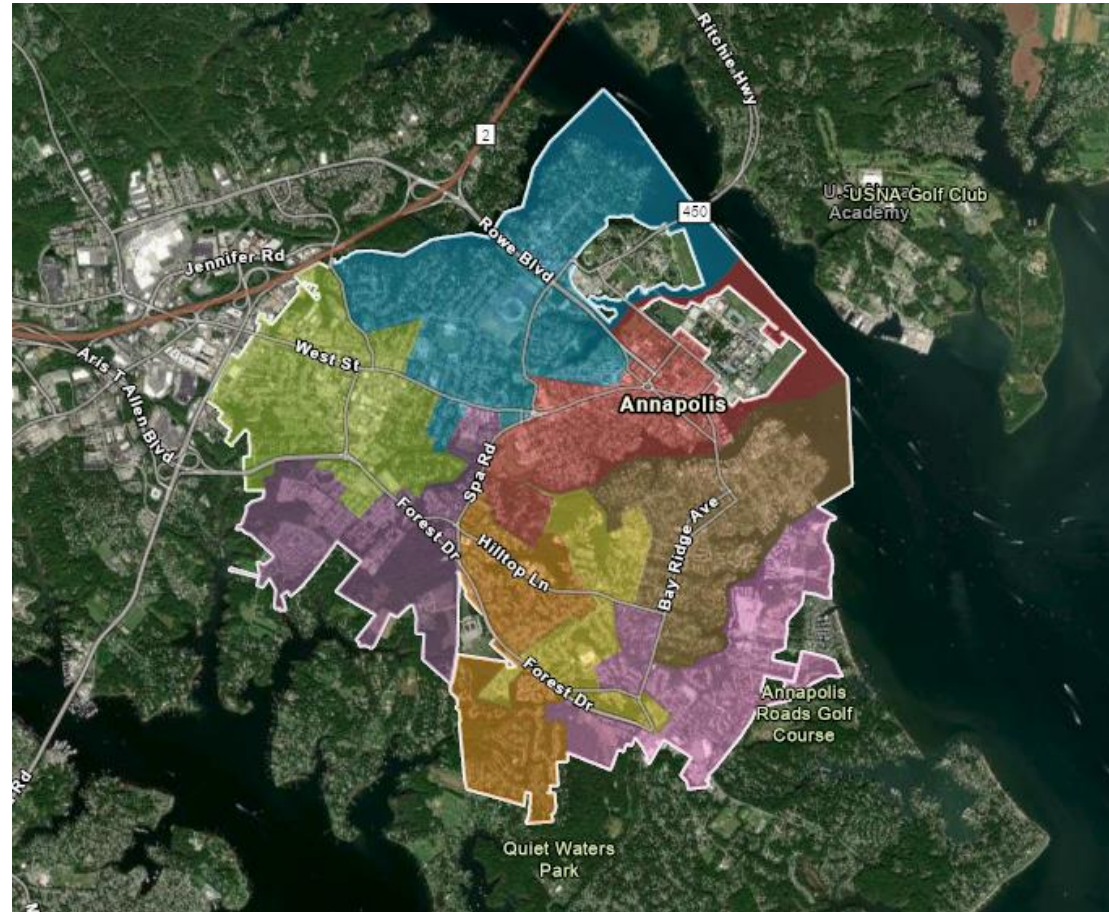 Ritchie Hwy
2
U.S. Naval
Academy
USNA Golf Club
450
Rowe Blvd
Jennifer Rd
West St
Aris T Allen Blvd
Annapolis
Spa Rd
Forest Dr
Hilltop Ln
Bay Ridge Ave
Forest Dr
Annapolis
Roads Golf
Course
Rd
Quiet Waters
Park